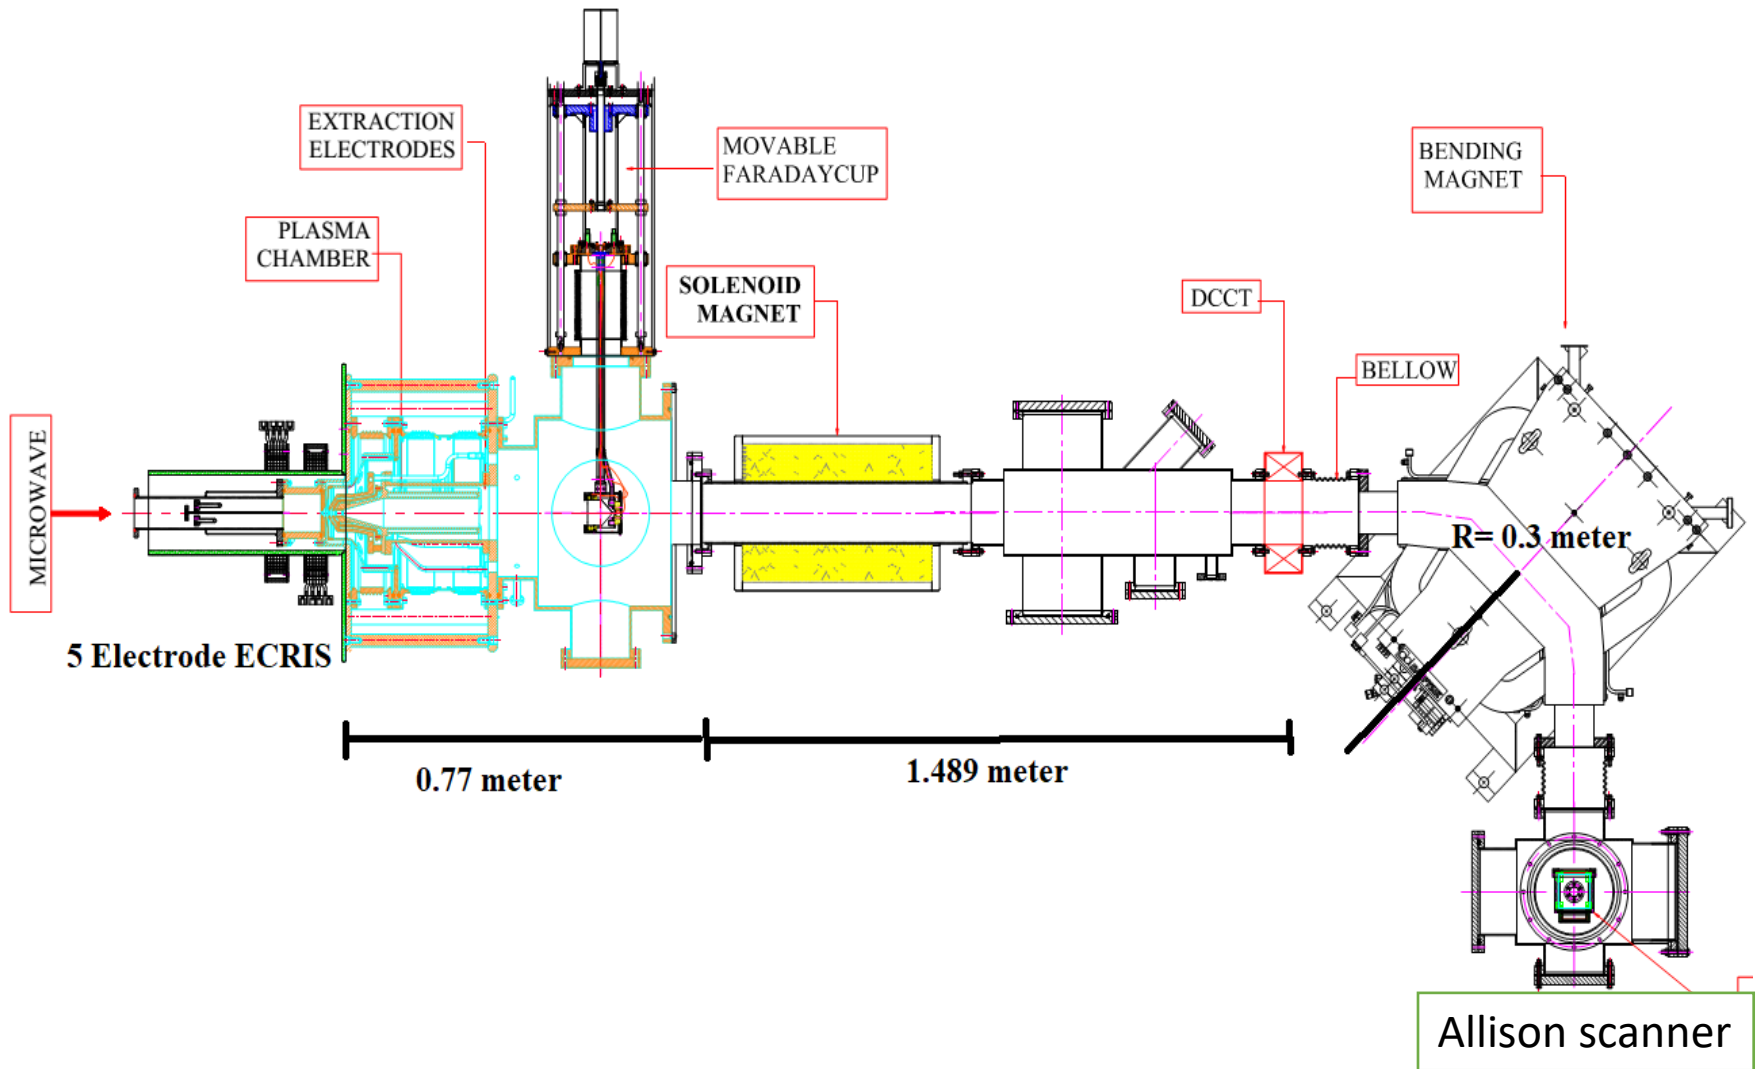 EXTRACTION
ELECTRODES
MOVABLE
FARADAYCUP
BENDING
MAGNET
PLASMA
CHAMBER
SOLENOID
MAGNET
DCCT
BELLOW
MICROWAVE
R= 0.3 meter
5 Electrode ECRIS
0.77 meter
1.489 meter
Allison scanner